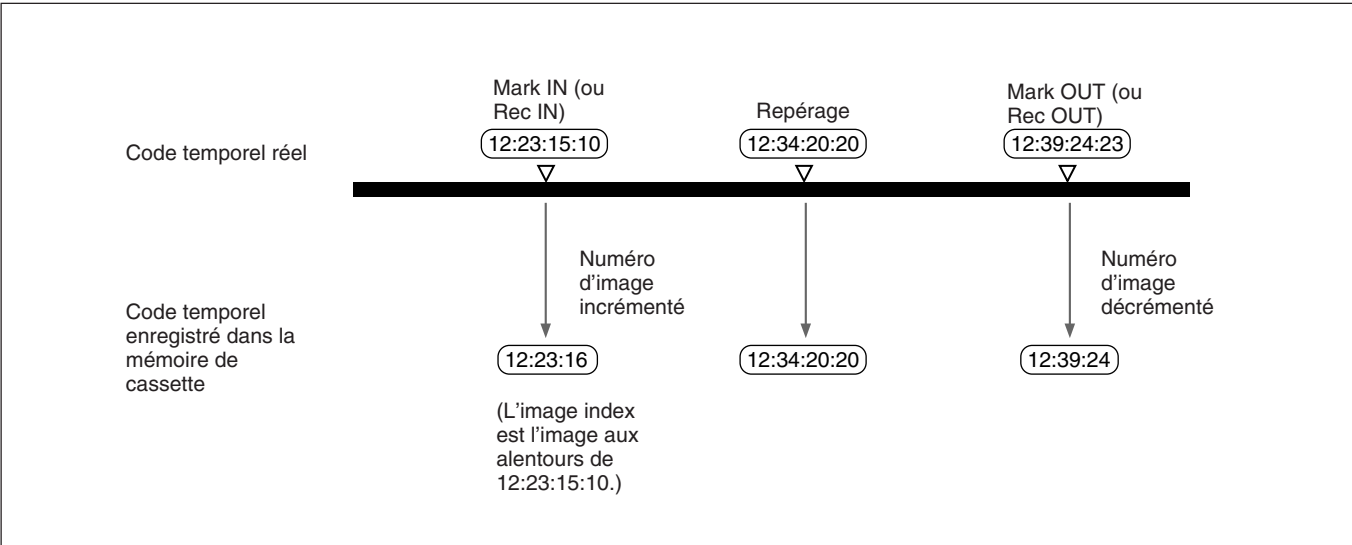 Mark IN (ou
Rec IN)
Repérage
Mark OUT (ou
Rec OUT)
Code temporel réel
12:23:15:10
12:34:20:20
12:39:24:23
Numéro
d’image
incrémenté
Numéro
d’image
décrémenté
Code temporel
enregistré dans la
mémoire de
cassette
12:23:16
12:34:20:20
12:39:24
(L’image index
est l’image aux
alentours de
12:23:15:10.)